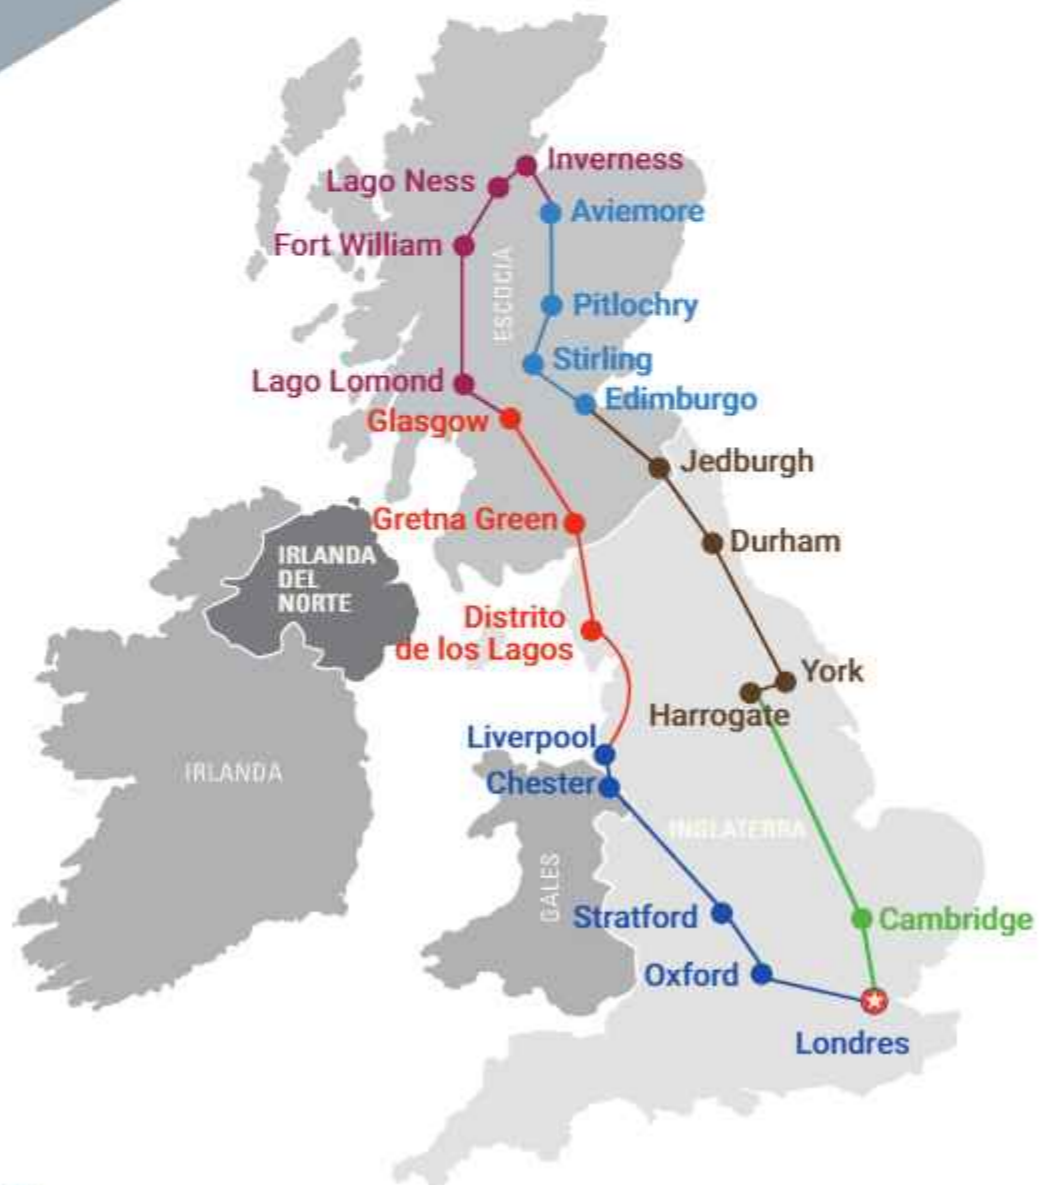 Inverness
Lago Ness
Aviemore
Fort William
ESCOCIA
Pitlochry
Stirling
Lago Lomond
Edimburgo
Glasgow
Jedburgh
Gretna Green
Durham
IRLANDA
DEL
NORTE
Distrito
de los Lagos
York
Harrogate
Liverpool
IRLANDA
Chester
INGLATERRA
GALES
Stratford
Cambridge
Oxford
Londres